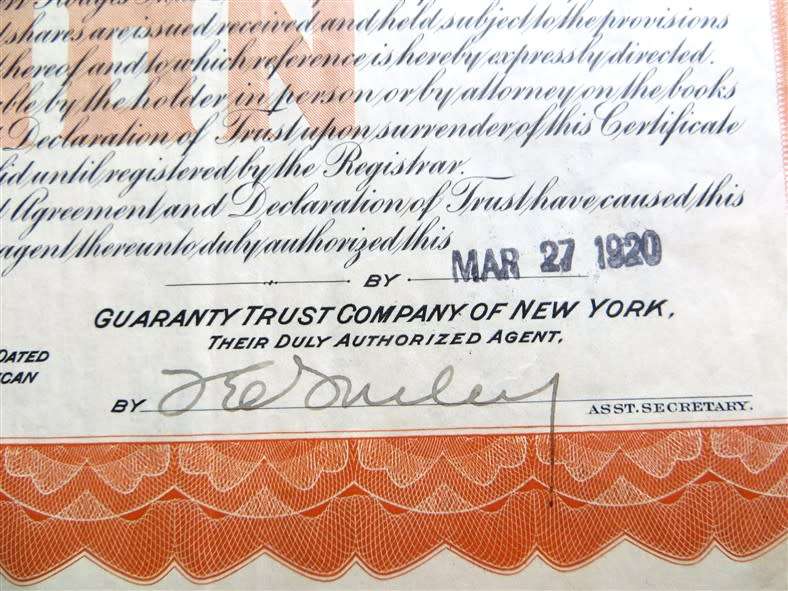 shares are issued received and held subject to the provisions
thereof and to which reference is hereby expressly directed.
by the holder in person or by attorney on the books
Declaration of Trust upon surrender of this Certificate
until registered by the Registrar.
Agreement and Declaration of Trust have caused this
agent thereunto duly authorized this MAR 27 1920
BY
GUARANTY TRUST COMPANY OF NEW YORK,
THEIR DULY AUTHORIZED AGENT,
DATED
BY ASST. SECRETARY.